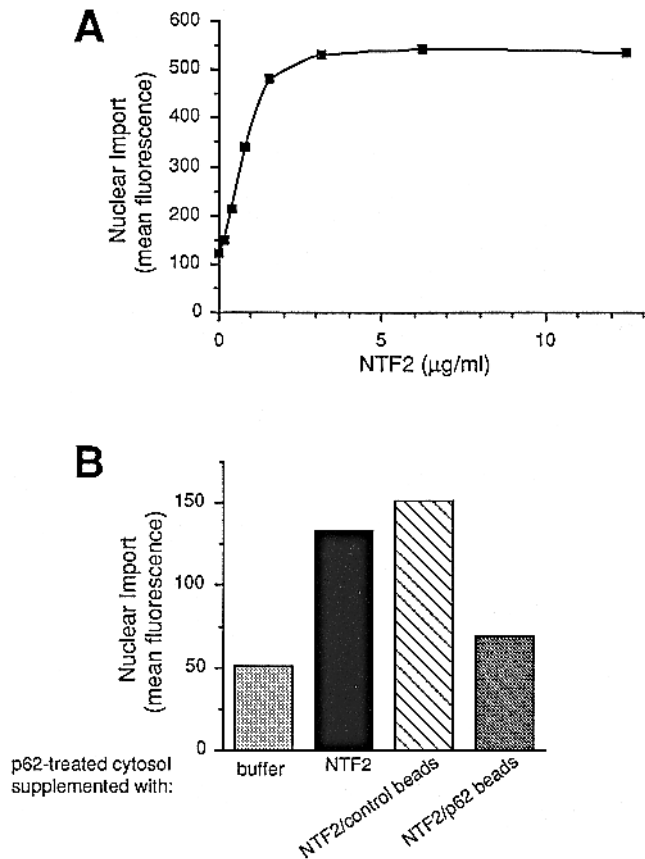 A
600
500
400
300
200
100
0
Nuclear Import
(mean fluorescence)
0
5
10
NTF2 (µg/ml)
B
150
100
50
0
Nuclear Import
(mean fluorescence)
p62-treated cytosol
supplemented with:
buffer
NTF2
NTF2/control beads
NTF2/p62 beads